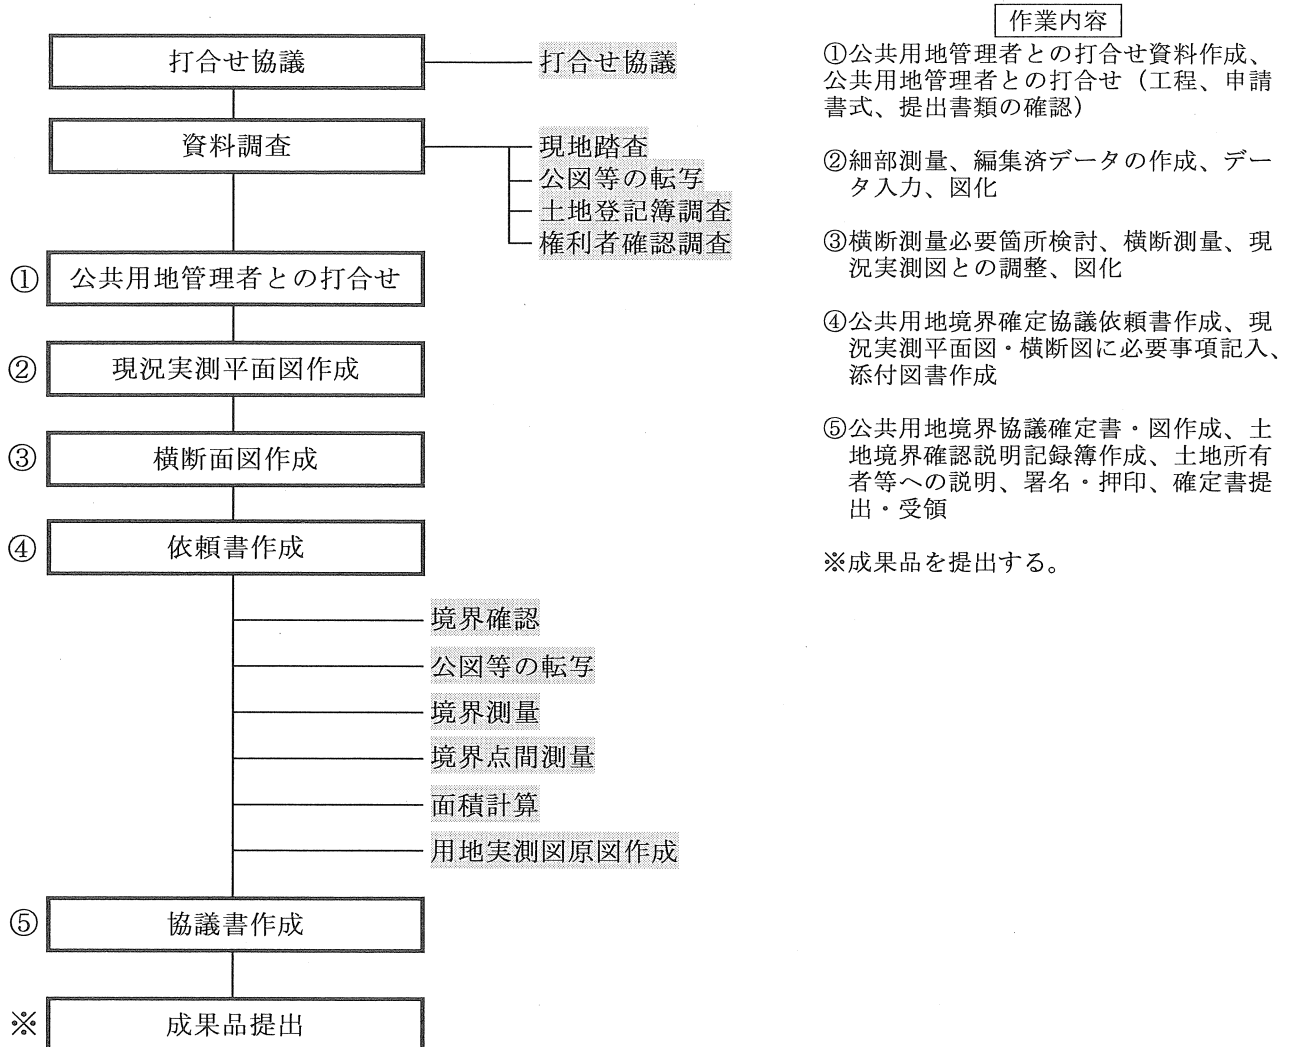 打合せ協議
打合せ協議
資料調査
現地踏査
公図等の転写
土地登記簿調査
権利者確認調査
① 公共用地管理者との打合せ
② 現況実測平面図作成
③ 横断面図作成
④ 依頼書作成
境界確認
公図等の転写
境界測量
境界点間測量
面積計算
用地実測図原図作成
⑤ 協議書作成
※ 成果品提出
作業内容
①公共用地管理者との打合せ資料作成、
公共用地管理者との打合せ（工程、申請
書式、提出書類の確認）
②細部測量、編集済データの作成、デー
タ入力、図化
③横断測量必要箇所検討、横断測量、現
況実測図との調整、図化
④公共用地境界確定協議依頼書作成、現
況実測平面図・横断図に必要事項記入、
添付図書作成
⑤公共用地境界協議確定書・図作成、土
地境界確認説明記録簿作成、土地所有
者等への説明、署名・押印、確定書提
出・受領
※成果品を提出する。